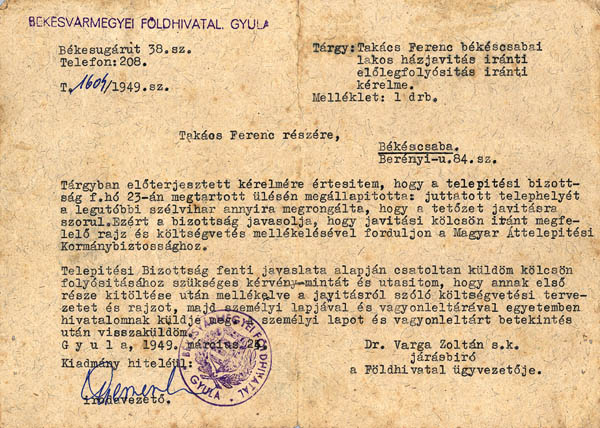 BÉKÉSVÁRMEGYEI FÖLDHIVATAL, GYULA
Békesugárút 38.sz.
Telefon:208.
T.1604/1949.sz.
Tárgy:Takács Ferenc békéscsabai
lakos házjavitás iránti
előlegfolyósitás iránti
kérelme.
Melléklet: 1 drb.
Takács Ferenc részére,
Békéscsaba.
Berényi-u.84.sz.
Tárgyban előterjesztett kérelmére értesitem, hogy a telepitési bizott-
ság f.hó 23-án megtartott ülésén megállapitotta: juttatott telephelyét
a legutóbbi szélvihar annyira megrongálta, hogy a tetőzet javitásra
szorul.Ezért a bizottság javasolja, hogy javitási kölcsön iránt megfe-
lelő rajz és költségvetés mellékelésével forduljon a Magyar Áttelepitési
Kormánybiztossághoz.
Telepitési Bizottság fenti javaslata alapján csatoltan küldöm kölcsön
folyósitásához szükséges kérvény-mintát és utasitom, hogy annak első
része kitöltése után mellékelve a javitásról szóló költségvetési terve-
zetet és rajzot, majd személyi lapjával és vagyonleltárával egyetemben
hivatalomnak küldje meg.A személyi lapot és vagyonleltárt betekintés
után visszaküldöm.
Gyula, 1949. március 24.
Kiadmány hiteléül:
irodavezető.
BÉKÉSVÁRMEGYEI FÖLDHIVATAL
GYULA
Dr. Varga Zoltán s.k.
járásbiró
a Földhivatal ügyvezetője.